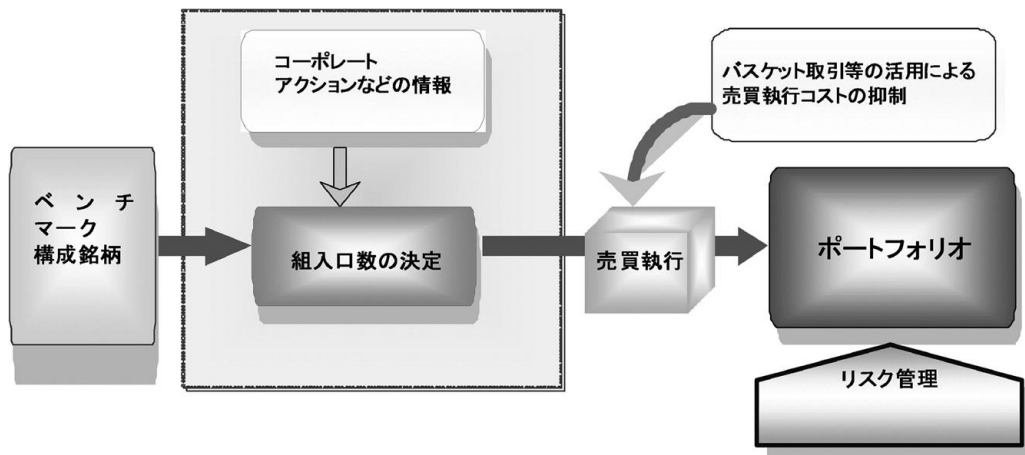 コーポレート
アクションなどの情報
バスケット取引等の活用による
売買執行コストの抑制
ベンチ
マーク
構成銘柄
組入口数の決定
売買執行
ポートフォリオ
リスク管理